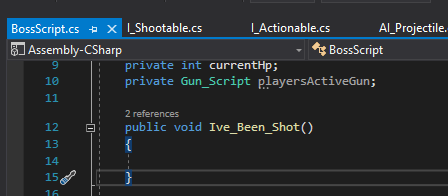 BossScript.cs I_Shootable.cs I_Actionable.cs AI_Projectile.
Assembly-CSharp BossScript
9 private int currentHp;
10 private Gun_Script playersActiveGun;
11
2 references
12 public void Ive_Been_Shot()
13 {
14
15 }
16